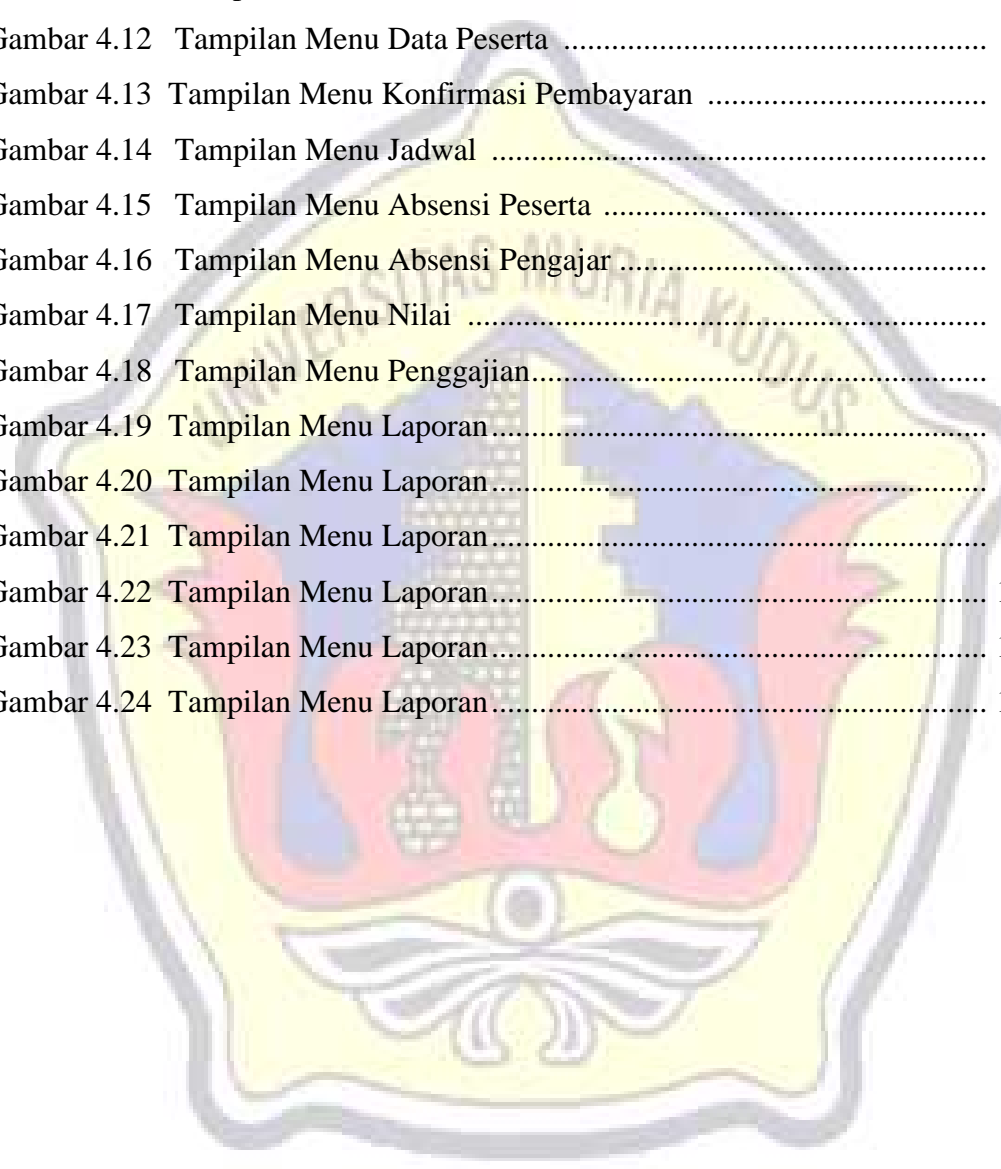 Gambar 4.12 Tampilan Menu Data Peserta ..............................................
Gambar 4.13 Tampilan Menu Konfirmasi Pembayaran ..............................
Gambar 4.14 Tampilan Menu Jadwal ......................................................
Gambar 4.15 Tampilan Menu Absensi Peserta .........................................
Gambar 4.16 Tampilan Menu Absensi Pengajar .......................................
Gambar 4.17 Tampilan Menu Nilai ........................................................
Gambar 4.18 Tampilan Menu Penggajian.................................................
Gambar 4.19 Tampilan Menu Laporan.....................................................
Gambar 4.20 Tampilan Menu Laporan.....................................................
Gambar 4.21 Tampilan Menu Laporan.....................................................
Gambar 4.22 Tampilan Menu Laporan.....................................................
Gambar 4.23 Tampilan Menu Laporan.....................................................
Gambar 4.24 Tampilan Menu Laporan.....................................................
UNIVERSITAS MURIA KUDUS